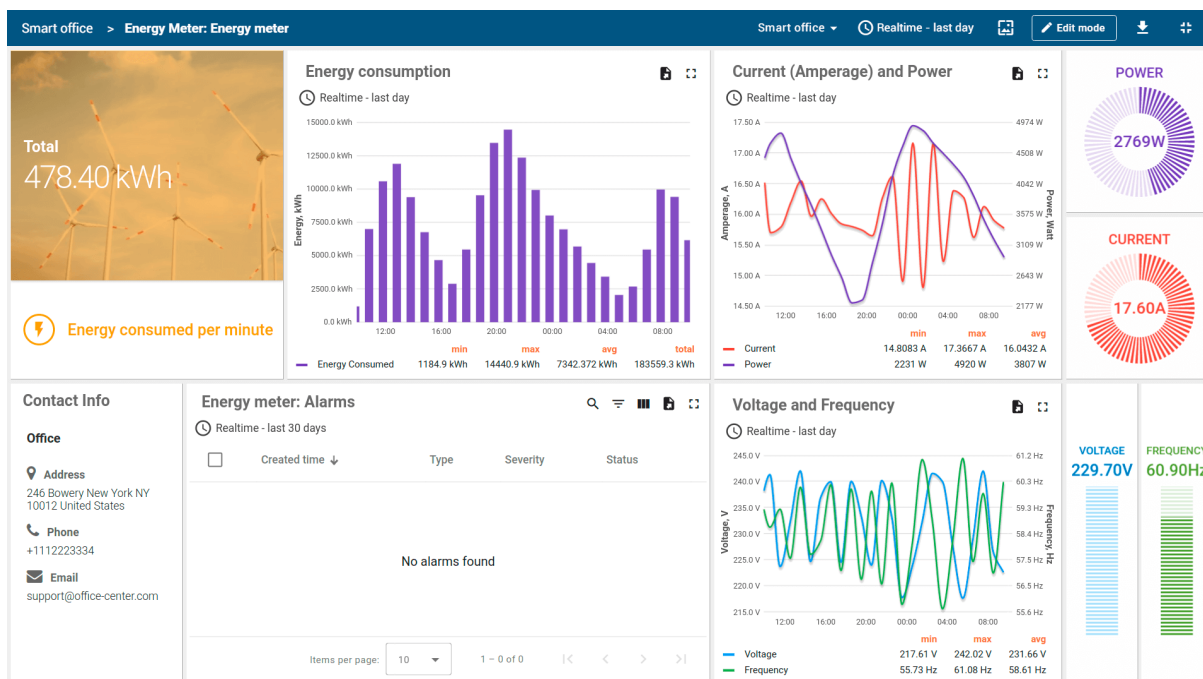 Smart office > Energy Meter: Energy meter
Smart office Realtime - last day Edit mode
Total
478.40 kWh
Energy consumed per minute
Energy consumption
Realtime - last day
15000.0 kWh
12500.0 kWh
10000.0 kWh
7500.0 kWh
5000.0 kWh
2500.0 kWh
0.0 kWh
Energy, kWh
12:00 16:00 20:00 00:00 04:00 08:00
min max avg total
Energy Consumed 1184.9 kWh 14440.9 kWh 7342.372 kWh 183559.3 kWh
Current (Amperage) and Power
Realtime - last day
17.50 A
17.00 A
16.50 A
16.00 A
15.50 A
15.00 A
14.50 A
Amperage, A
4974 W
4508 W
4042 W
3575 W
3109 W
2643 W
2177 W
Power, Watt
12:00 16:00 20:00 00:00 04:00 08:00
min max avg
Current 14.8083 A 17.3667 A 16.0432 A
Power 2231 W 4920 W 3807 W
POWER
2769W
CURRENT
17.60A
Contact Info
Office
Address
246 Bowery New York NY
10012 United States
Phone
+1112223334
Email
support@office-center.com
Energy meter: Alarms
Realtime - last 30 days
Created time Type Severity Status
No alarms found
Items per page: 10 1 – 0 of 0
Voltage and Frequency
Realtime - last day
245.0 V
240.0 V
235.0 V
230.0 V
225.0 V
220.0 V
215.0 V
Voltage, V
61.2 Hz
60.3 Hz
59.3 Hz
58.4 Hz
57.5 Hz
56.5 Hz
55.6 Hz
Frequency, Hz
12:00 16:00 20:00 00:00 04:00 08:00
min max avg
Voltage 217.61 V 242.02 V 231.66 V
Frequency 55.73 Hz 61.08 Hz 58.61 Hz
VOLTAGE
229.70V
FREQUENCY
60.90Hz